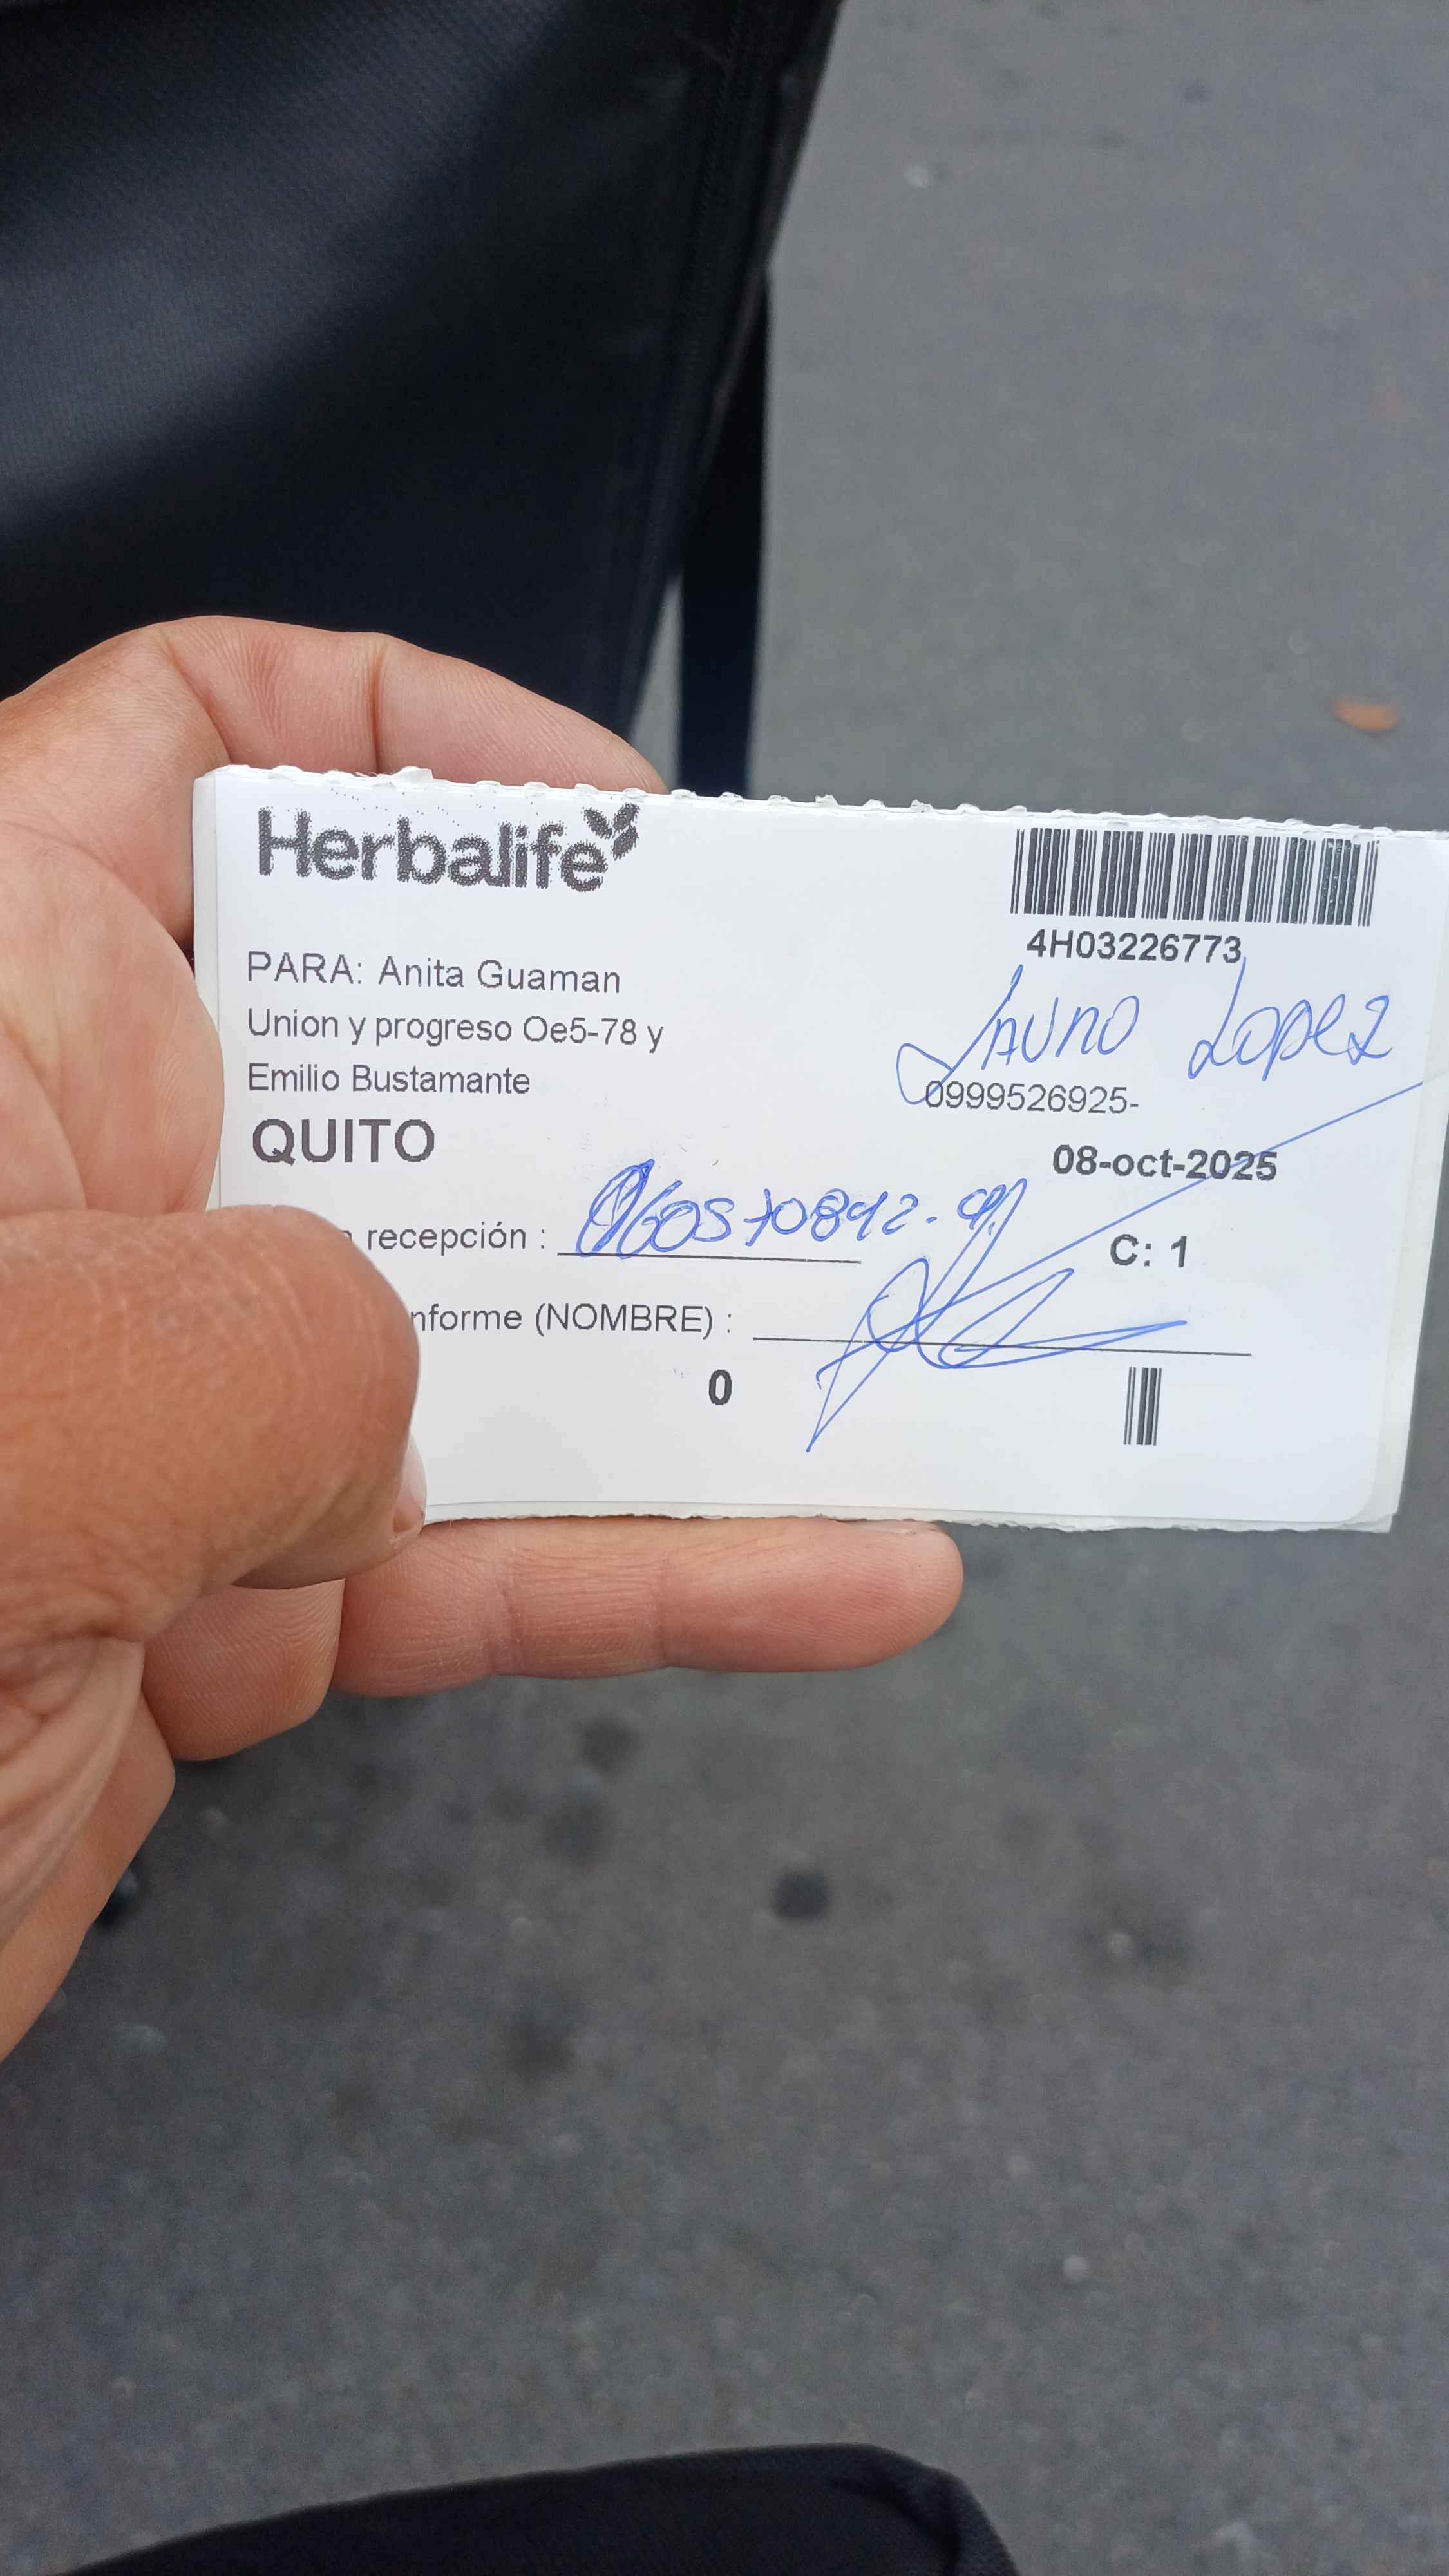 Herbalife
4H03226773
PARA: Anita Guaman
Union y progreso Oe5-78 y
Emilio Bustamante
QUITO
Lopez
0999526925-
08-oct-2025
recepción :
C: 1
nforme (NOMBRE) :
0